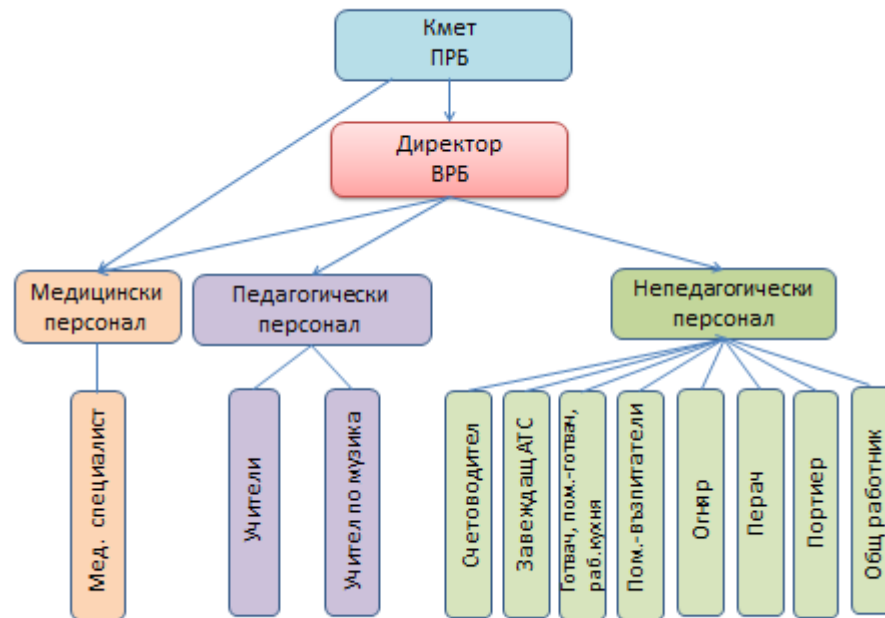 Кмет
ПРБ
Директор
ВРБ
Медицински
персонал
Педагогически
персонал
Непедагогически
персонал
Мед. специалист
Учители
Учител по музика
Счетоводител
Завеждащ АТС
Готвач, пом.-готвач,
раб.кухня
Пом.-възпитатели
Огняр
Перач
Портиер
Общ работник